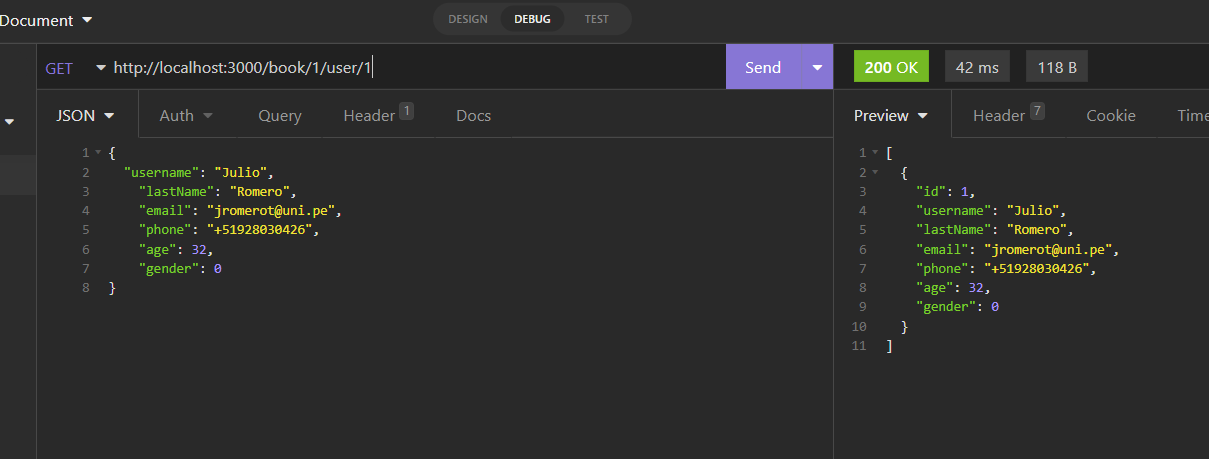 Document DESIGN DEBUG TEST
GET http://localhost:3000/book/1/user/1 Send 200 OK 42 ms 118 B
JSON Auth Query Header 1 Docs Preview Header 7 Cookie Time
1 {
2 "username": "Julio",
3 "lastName": "Romero",
4 "email": "jromerot@uni.pe",
5 "phone": "+51928030426",
6 "age": 32,
7 "gender": 0
8 }
1 [
2 {
3 "id": 1,
4 "username": "Julio",
5 "lastName": "Romero",
6 "email": "jromerot@uni.pe",
7 "phone": "+51928030426",
8 "age": 32,
9 "gender": 0
10 }
11 ]